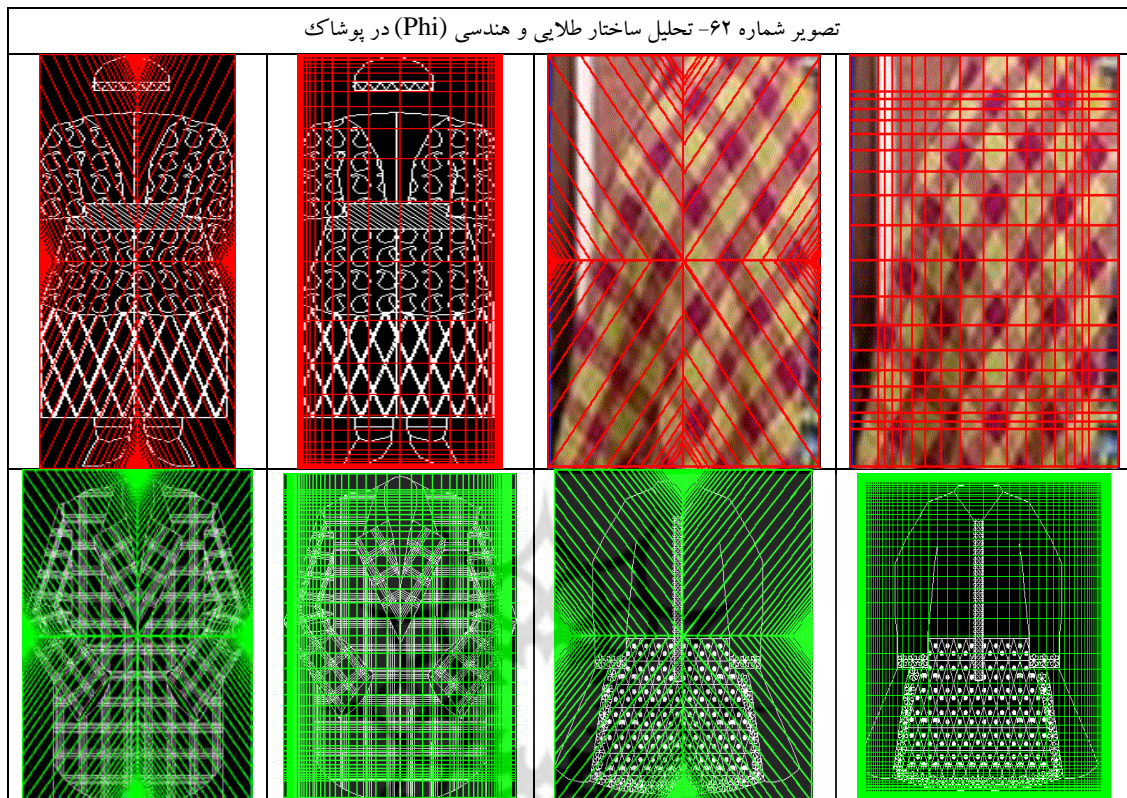 تصویر شماره ۶۲- تحلیل ساختار طلایی و هندسی (Phi) در پوشاک